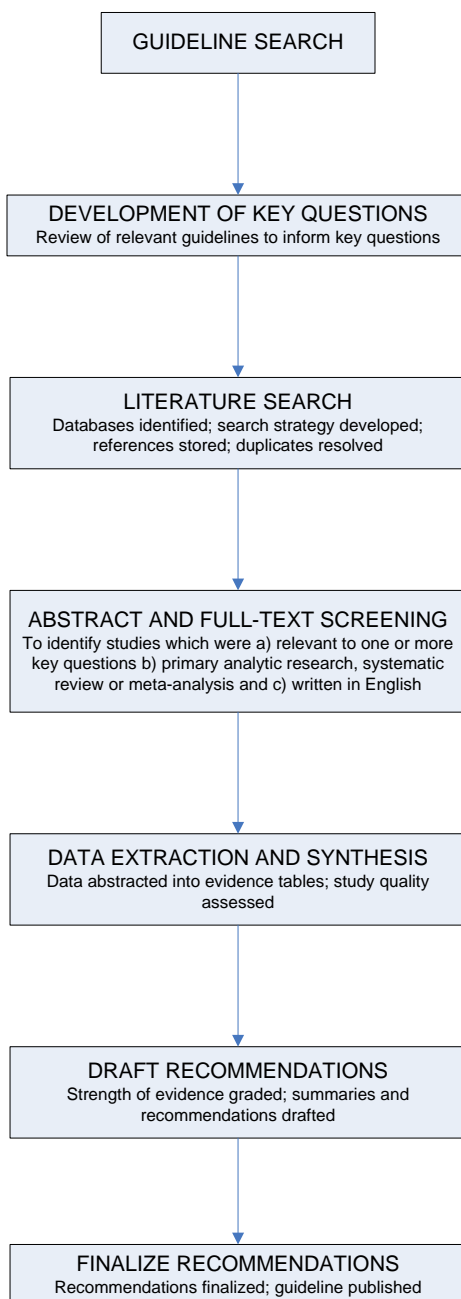 GUIDELINE SEARCH
DEVELOPMENT OF KEY QUESTIONS
Review of relevant guidelines to inform key questions
LITERATURE SEARCH
Databases identified; search strategy developed;
references stored; duplicates resolved
ABSTRACT AND FULL-TEXT SCREENING
To identify studies which were a) relevant to one or more
key questions b) primary analytic research, systematic
review or meta-analysis and c) written in English
DATA EXTRACTION AND SYNTHESIS
Data abstracted into evidence tables; study quality
assessed
DRAFT RECOMMENDATIONS
Strength of evidence graded; summaries and
recommendations drafted
FINALIZE RECOMMENDATIONS
Recommendations finalized; guideline published